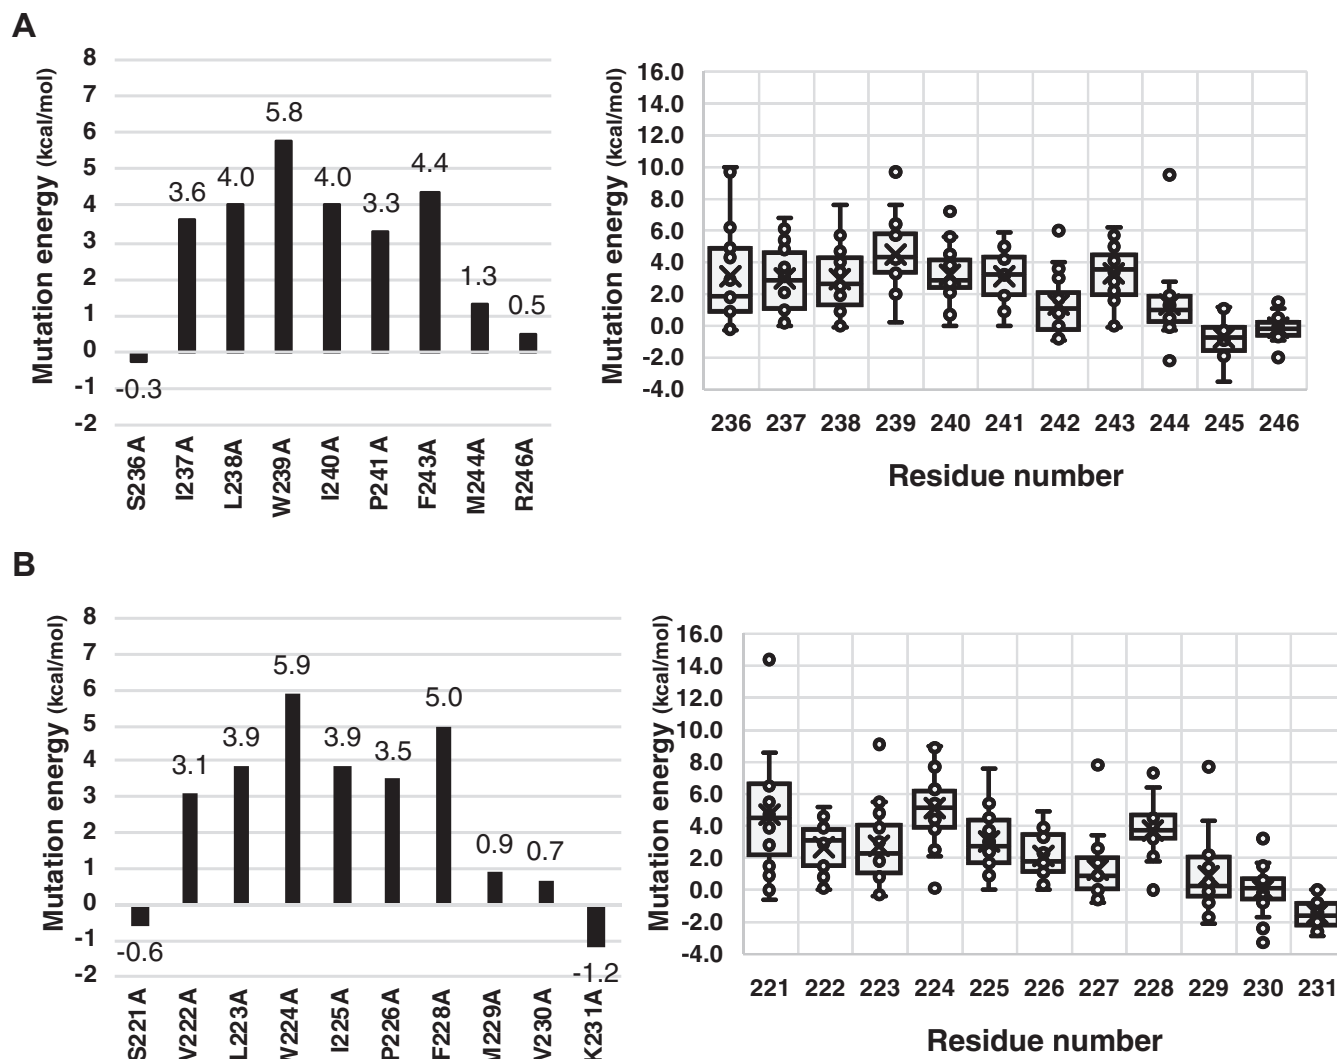 A
Mutation energy (kcal/mol)
8
7
6
5
4
3
2
1
0
-1
-2
-0.3
3.6
4.0
5.8
4.0
3.3
4.4
1.3
0.5
S236A
I237A
L238A
W239A
I240A
P241A
F243A
M244A
R246A
Mutation energy (kcal/mol)
16.0
14.0
12.0
10.0
8.0
6.0
4.0
2.0
0.0
-2.0
-4.0
236 237 238 239 240 241 242 243 244 245 246
Residue number
B
Mutation energy (kcal/mol)
8
7
6
5
4
3
2
1
0
-1
-2
-0.6
3.1
3.9
5.9
3.9
3.5
5.0
0.9
0.7
-1.2
S221A
V222A
L223A
W224A
I225A
P226A
F228A
M229A
V230A
K231A
Mutation energy (kcal/mol)
16.0
14.0
12.0
10.0
8.0
6.0
4.0
2.0
0.0
-2.0
-4.0
221 222 223 224 225 226 227 228 229 230 231
Residue number